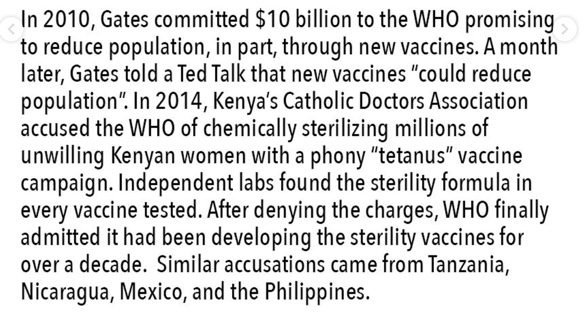 In 2010, Gates committed $10 billion to the WHO promising
to reduce population, in part, through new vaccines. A month
later, Gates told a Ted Talk that new vaccines “could reduce
population”. In 2014, Kenya’s Catholic Doctors Association
accused the WHO of chemically sterilizing millions of
unwilling Kenyan women with a phony “tetanus” vaccine
campaign. Independent labs found the sterility formula in
every vaccine tested. After denying the charges, WHO finally
admitted it had been developing the sterility vaccines for
over a decade.  Similar accusations came from Tanzania,
Nicaragua, Mexico, and the Philippines.